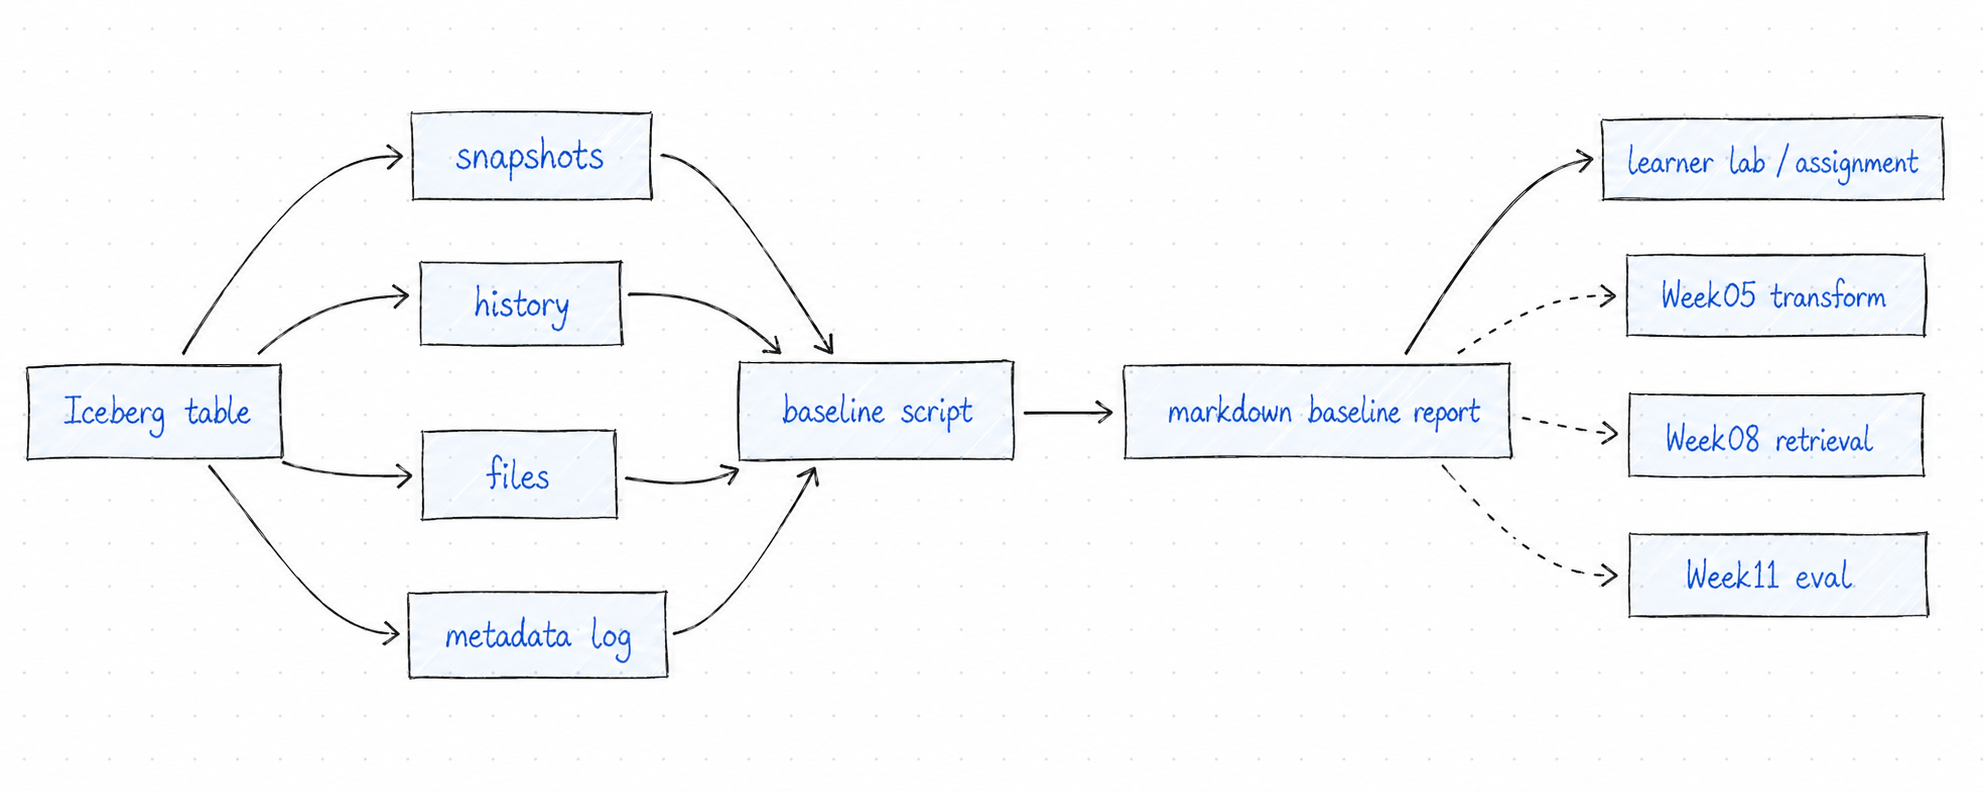 Iceberg table
snapshots
history
files
metadata log
baseline script
markdown baseline report
learner lab / assignment
Week05 transform
Week08 retrieval
Week11 eval